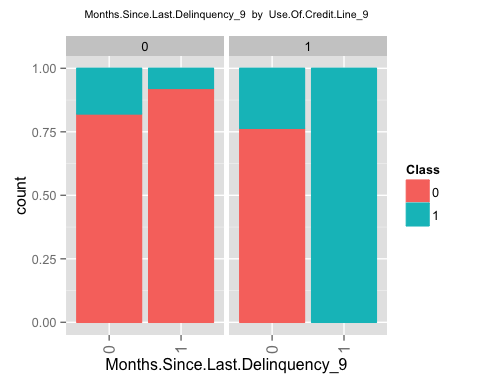 Months.Since.Last.Delinquency_9 by Use.Of.Credit.Line_9
0 1
1.00
0.75
0.50
0.25
0.00
count
0 1 0 1
Months.Since.Last.Delinquency_9
Class
0
1